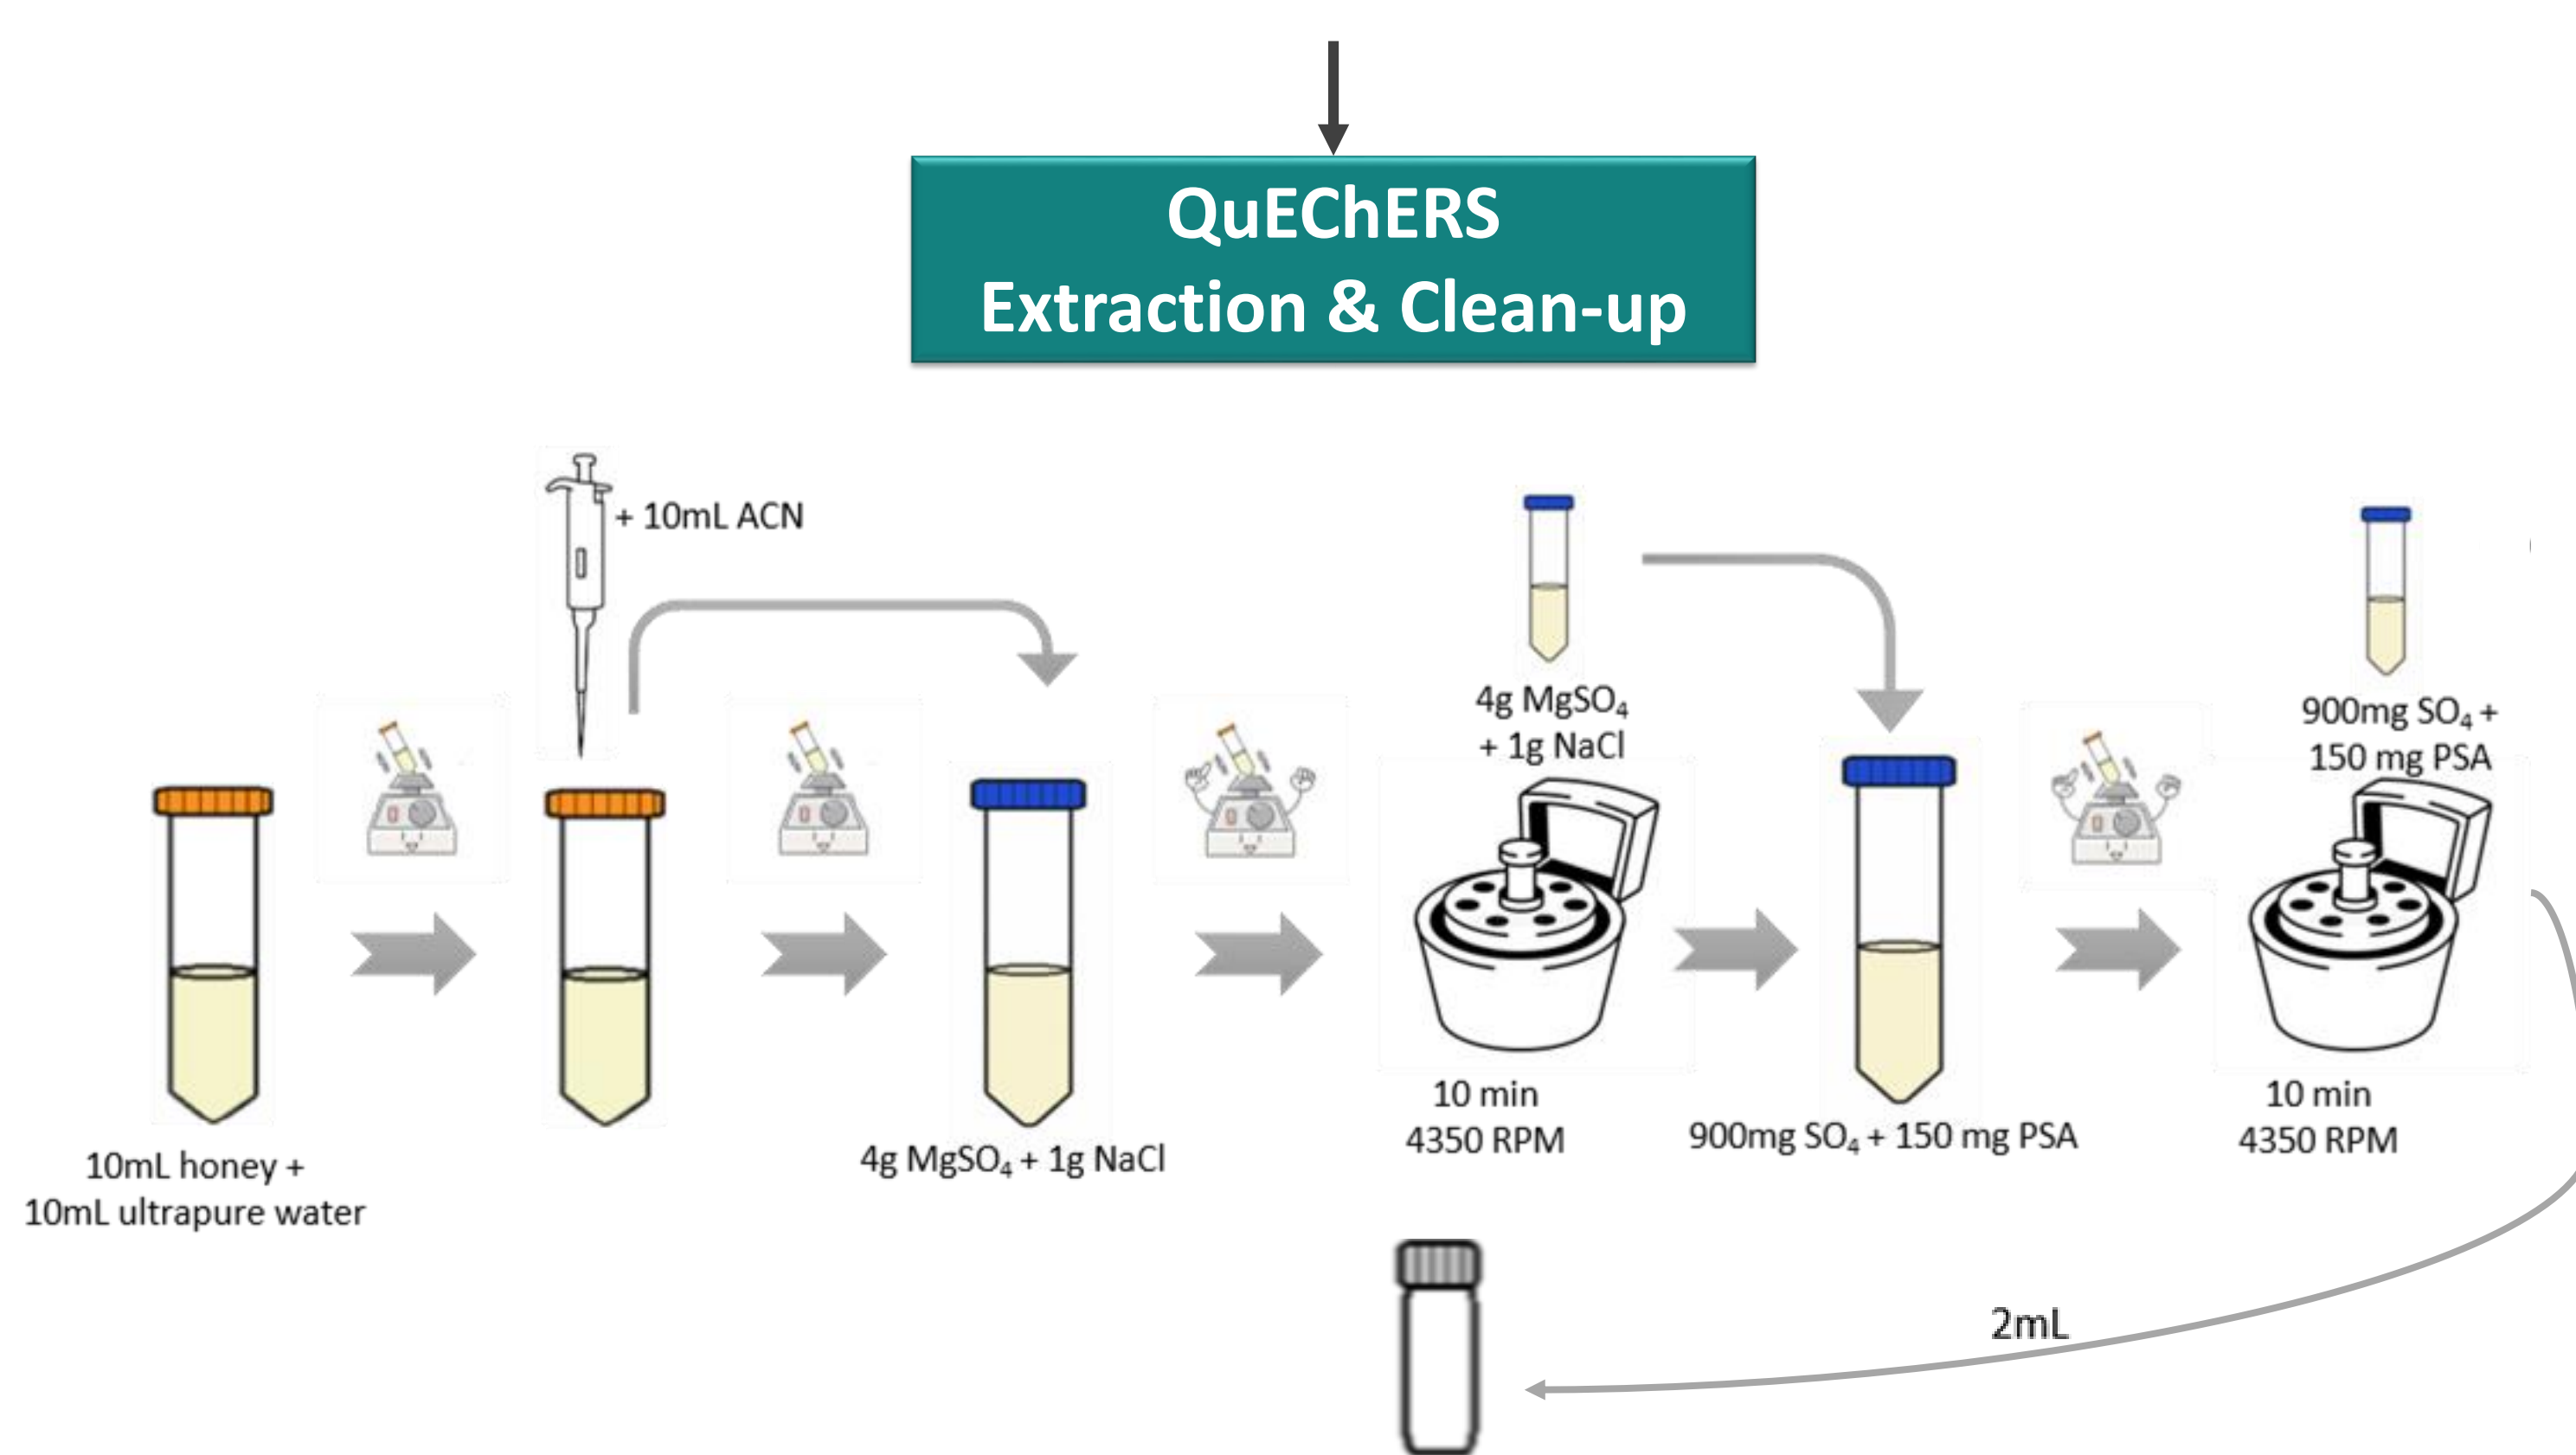 QuEChERS
Extraction & Clean-up
+ 10mL ACN
4g MgSO₄
+ 1g NaCl
900mg SO₄ +
150 mg PSA
10mL honey +
10mL ultrapure water
4g MgSO₄ + 1g NaCl
10 min
4350 RPM
900mg SO₄ + 150 mg PSA
10 min
4350 RPM
2mL